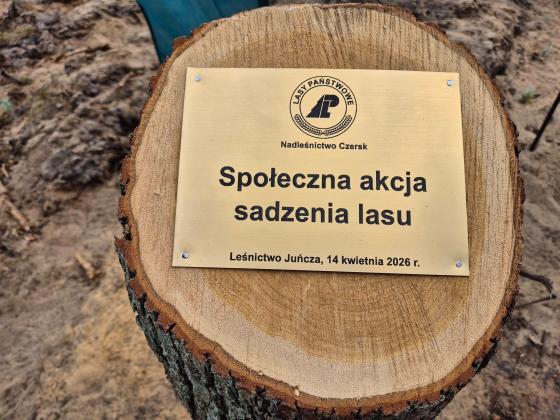 LASY PAŃSTWOWE
Nadleśnictwo Czersk
Społeczna akcja
sadzenia lasu
Leśnictwo Juńcza, 14 kwietnia 2026 r.